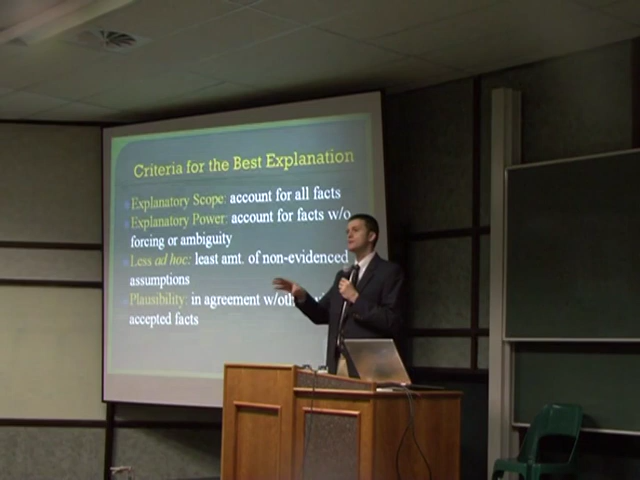 Criteria for the Best Explanation
Explanatory Scope: account for all facts
Explanatory Power: account for facts w/o
forcing or ambiguity
Less ad hoc: least amt. of non-evidenced
assumptions
Plausibility: in agreement w/oth
accepted facts